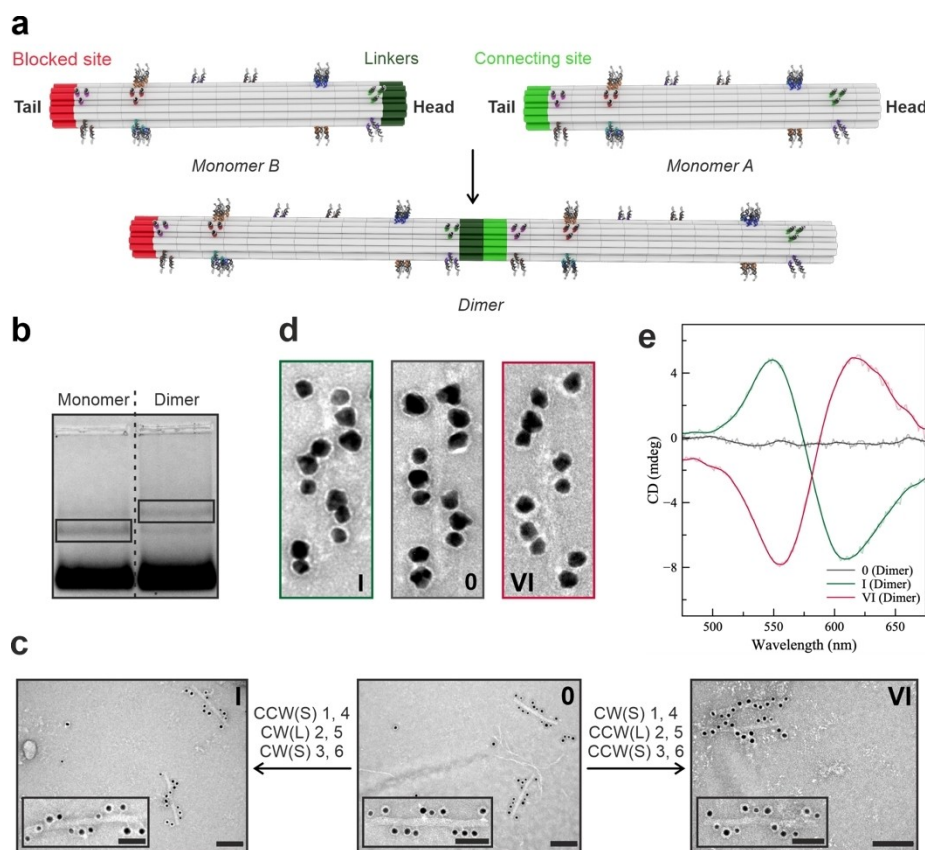 a
Blocked site
Linkers
Connecting site
Tail
Head
Tail
Head
Monomer B
Monomer A
Dimer
b
Monomer
Dimer
d
I
0
VI
e
CD (mdeg)
4
0
−4
−8
0 (Dimer)
I (Dimer)
VI (Dimer)
500
550
600
650
Wavelength (nm)
c
I
CCW(S) 1, 4
CW(L) 2, 5
CW(S) 3, 6
0
CW(S) 1, 4
CCW(L) 2, 5
CCW(S) 3, 6
VI